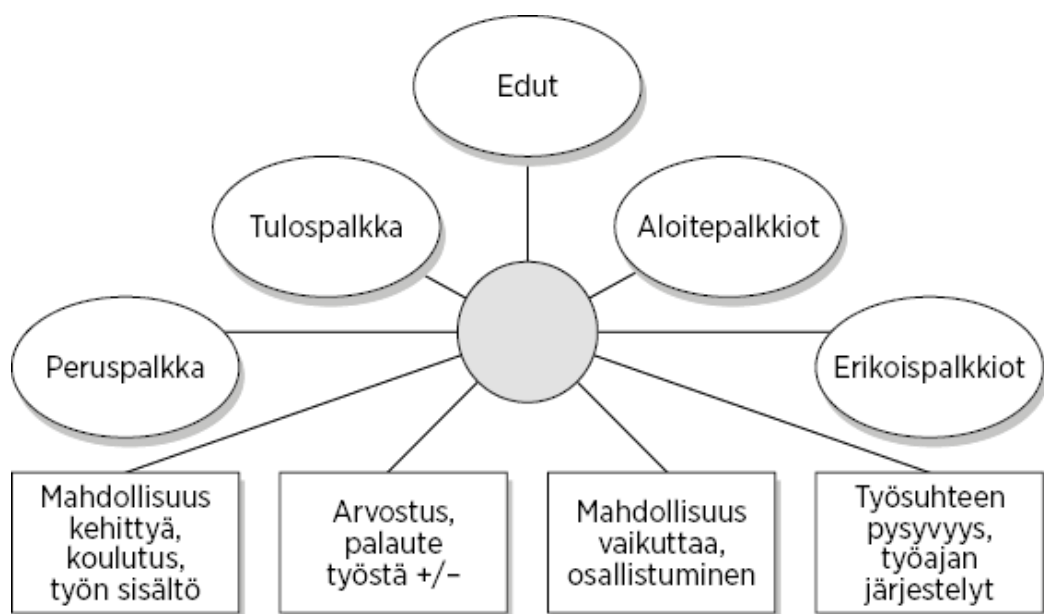 Edut
Tulospalkka
Aloitepalkkiot
Peruspalkka
Erikoispalkkiot
Mahdollisuus
kehittyä,
koulutus,
työn sisältö
Arvostus,
palaute
työstä +/–
Mahdollisuus
vaikuttaa,
osallistuminen
Työsuhteen
pysyvyys,
työajan
järjestelyt